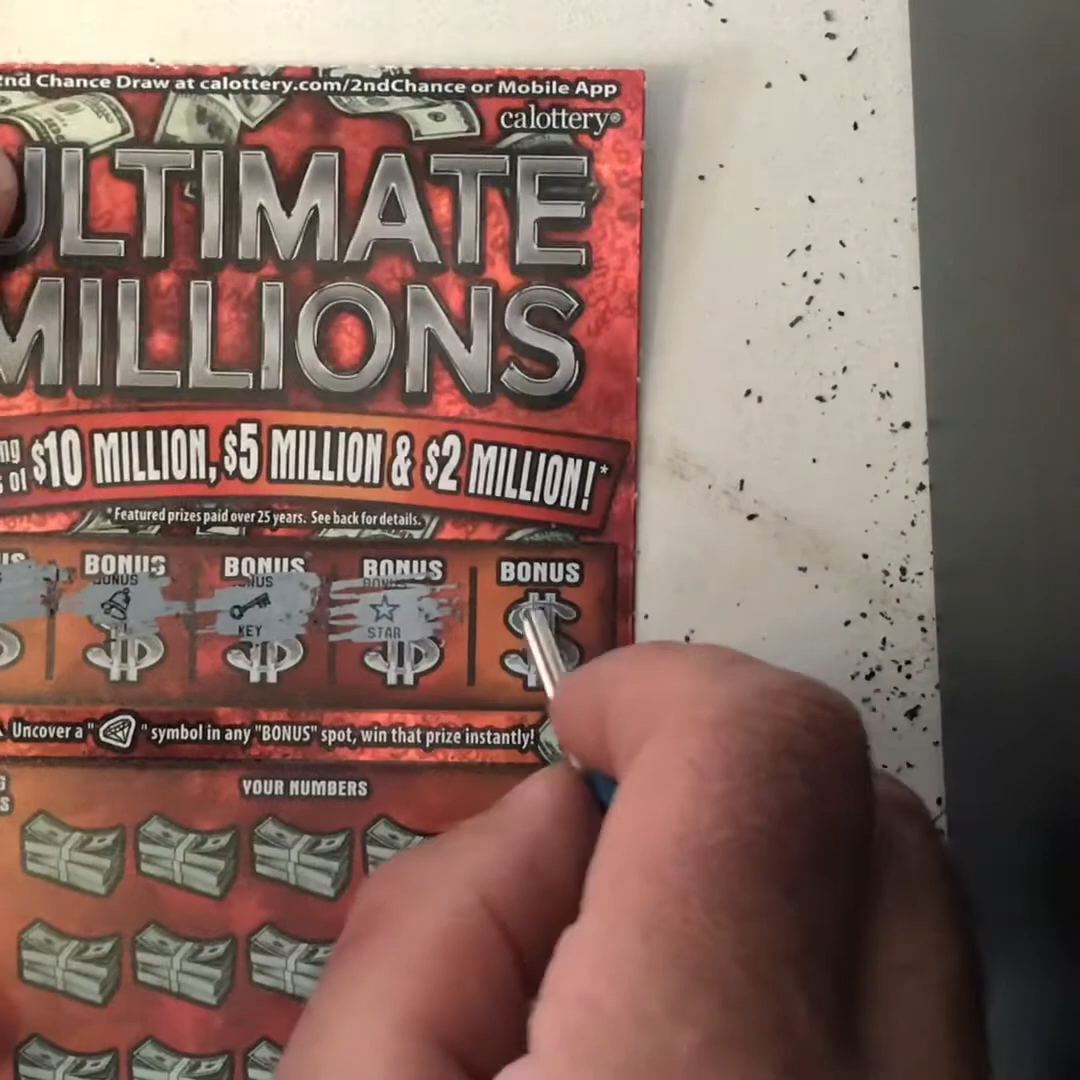 2nd Chance Draw at calottery.com/2ndChance or Mobile App
calottery®
ULTIMATE
MILLIONS
$10 MILLION, $5 MILLION & $2 MILLION!*
*Featured prizes paid over 25 years. See back for details.
BONUS BONUS BONUS BONUS
BONUS
KEY STAR
Uncover a " " symbol in any "BONUS" spot, win that prize instantly!
YOUR NUMBERS